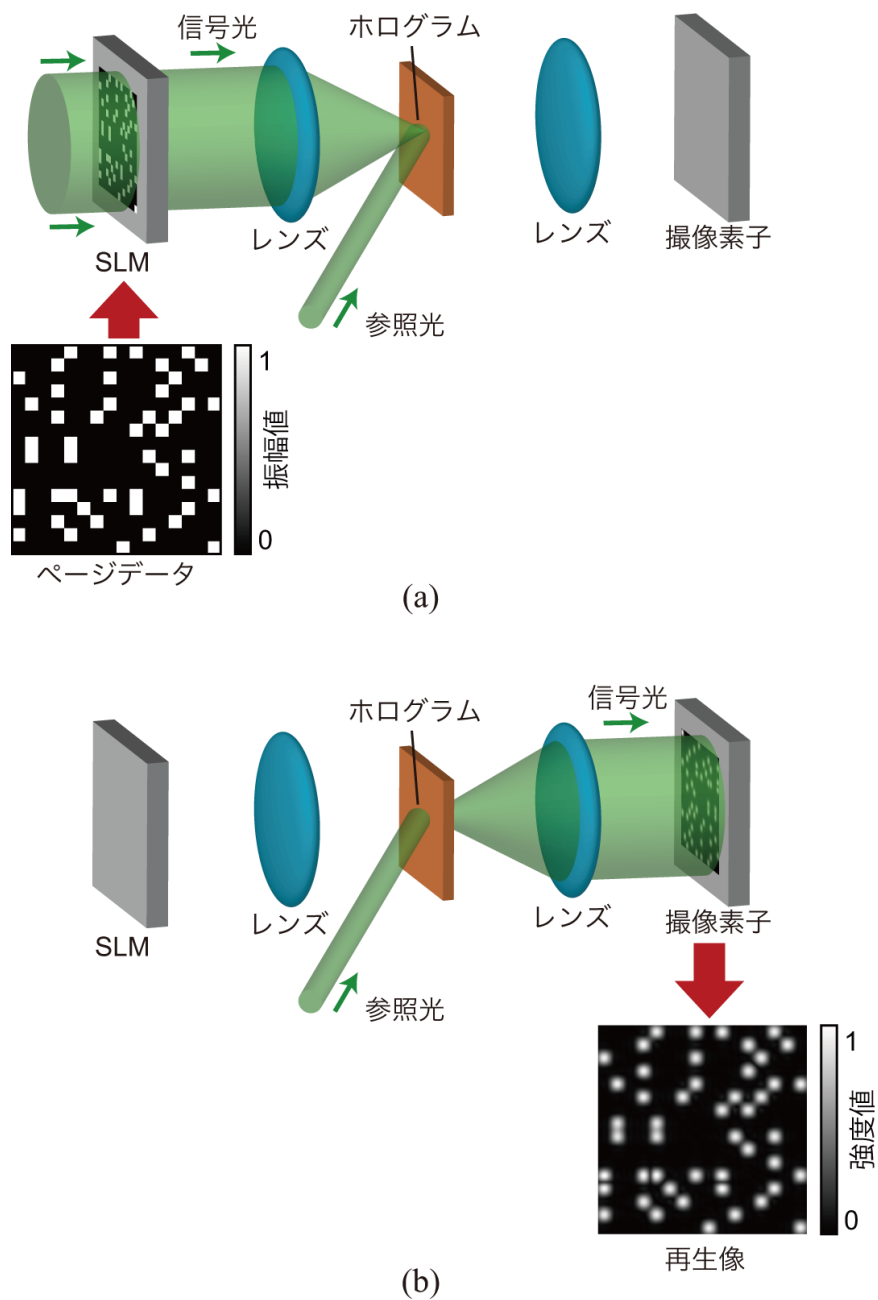 信号光
ホログラム
レンズ
レンズ
撮像素子
SLM
参照光
1
振幅値
0
ページデータ
(a)
信号光
ホログラム
レンズ
レンズ
撮像素子
SLM
参照光
1
強度値
0
再生像
(b)